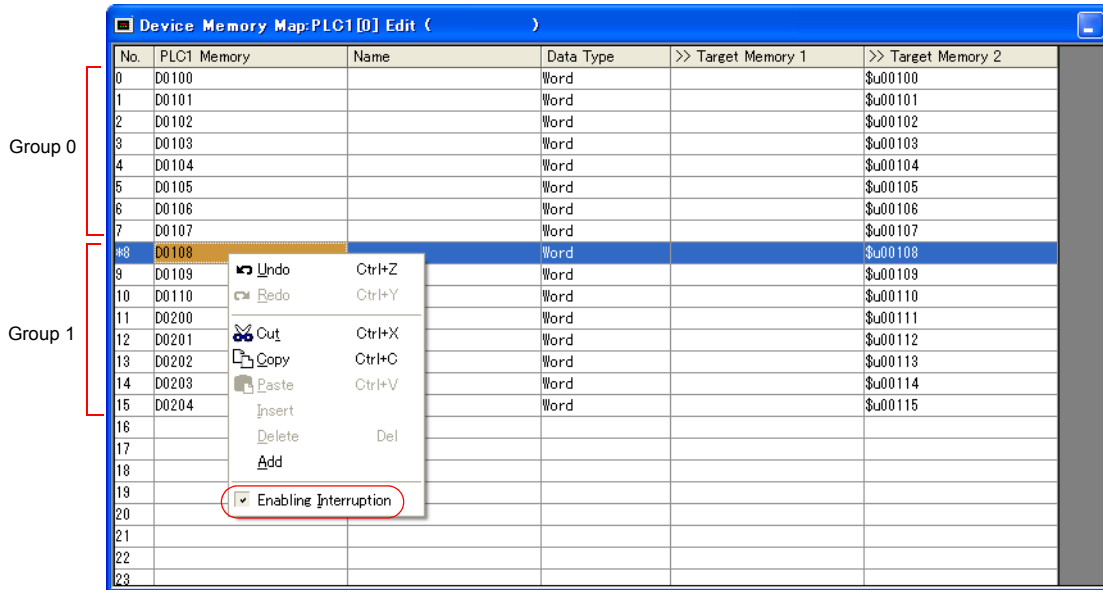 Device Memory Map:PLC1[0] Edit ( )
No. PLC1 Memory Name Data Type >> Target Memory 1 >> Target Memory 2
0 D0100 Word $u00100
1 D0101 Word $u00101
2 D0102 Word $u00102
Group 0
3 D0103 Word $u00103
4 D0104 Word $u00104
5 D0105 Word $u00105
6 D0106 Word $u00106
7 D0107 Word $u00107
*8 D0108 Word $u00108
9 D0109 Undo Ctrl+Z Word $u00109
10 D0110 Redo Ctrl+Y Word $u00110
11 D0200 Word $u00111
Group 1
12 D0201 Cut Ctrl+X Word $u00112
13 D0202 Copy Ctrl+C Word $u00113
14 D0203 Paste Ctrl+V Word $u00114
15 D0204 Insert Word $u00115
16
Delete Del
17
18 Add
19
Enabling Interruption
20
21
22
23